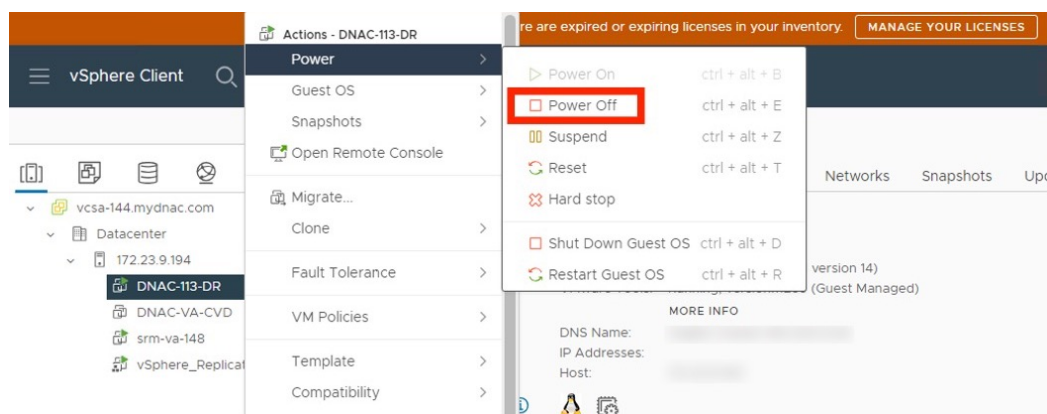 re are expired or expiring licenses in your inventory. MANAGE YOUR LICENSES
vSphere Client
Actions - DNAC-113-DR
Power
Guest OS
Snapshots
Open Remote Console
Migrate...
Clone
Fault Tolerance
VM Policies
Template
Compatibility
Power On ctrl + alt + B
Power Off ctrl + alt + E
Suspend ctrl + alt + Z
Reset ctrl + alt + T
Hard stop
Shut Down Guest OS ctrl + alt + D
Restart Guest OS ctrl + alt + R
vcsa-144.mydnac.com
Datacenter
172.23.9.194
DNAC-113-DR
DNAC-VA-CVD
srm-va-148
vSphere_Replicat
Networks Snapshots Upd
version 14)
(Guest Managed)
MORE INFO
DNS Name:
IP Addresses:
Host: